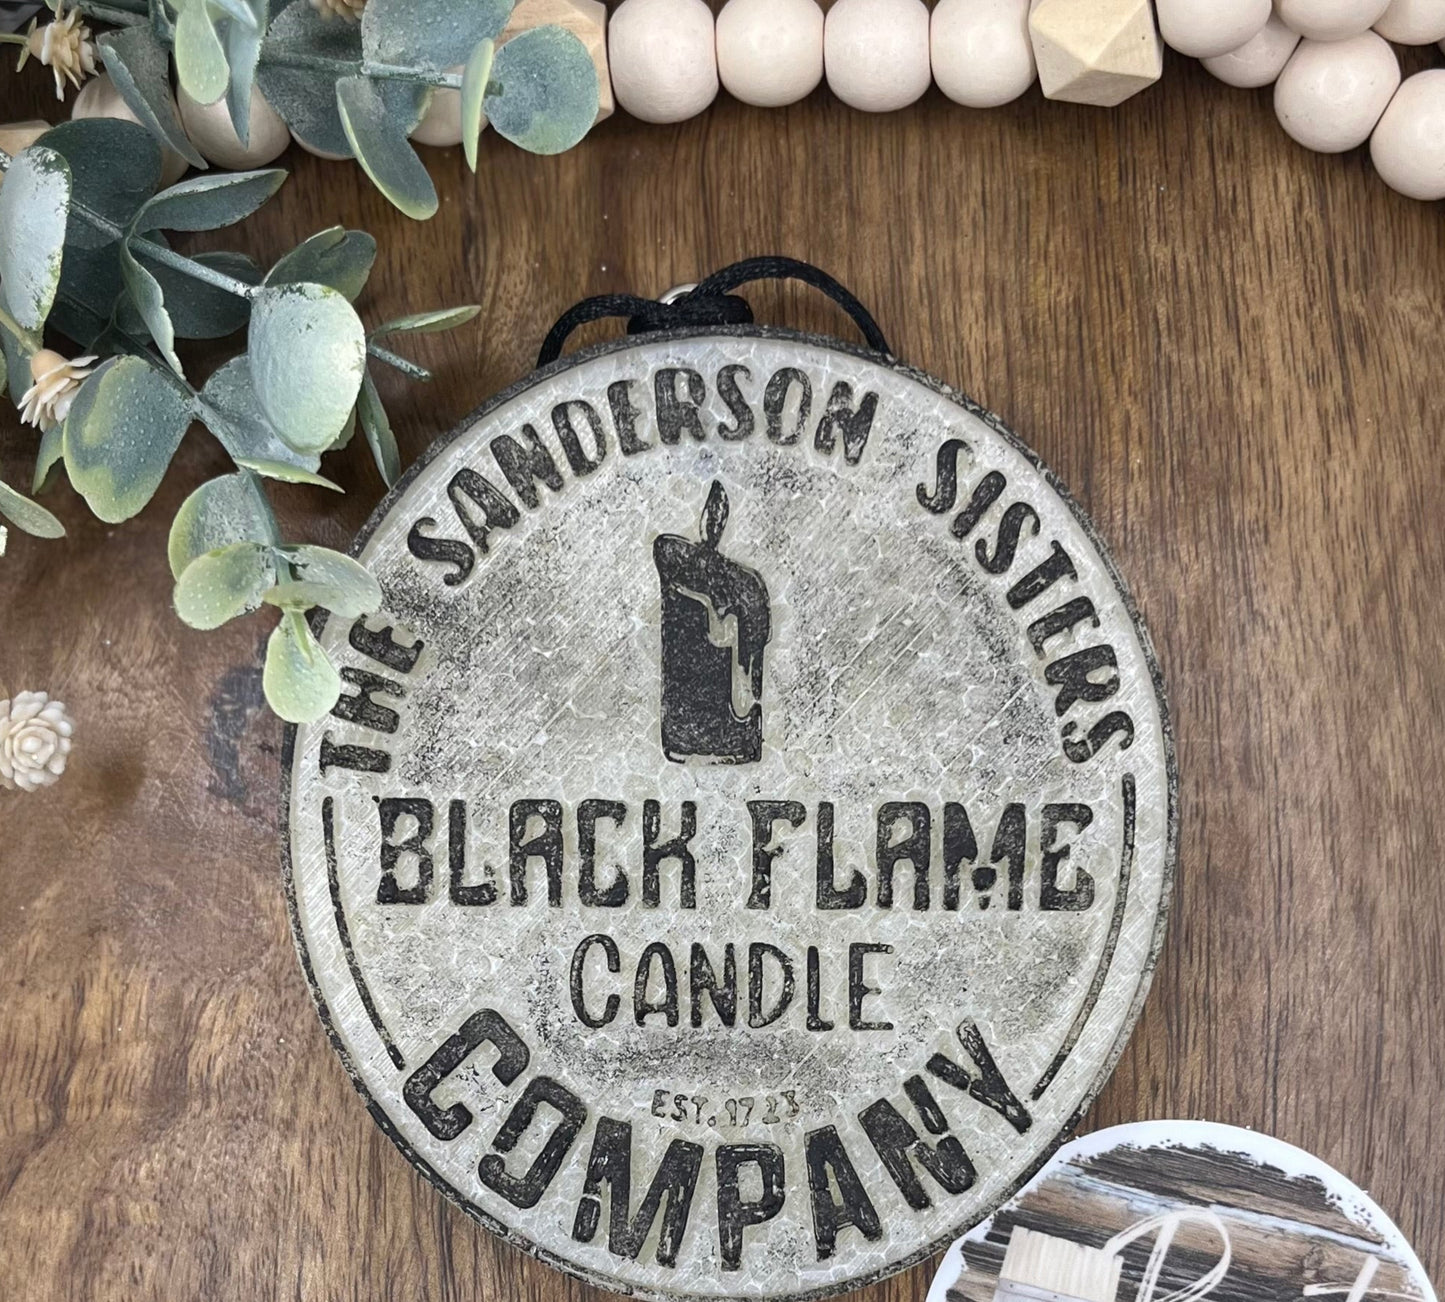 THE SANDERSON SISTERS
BLACK FLAME
CANDLE
EST. 1723
COMPANY